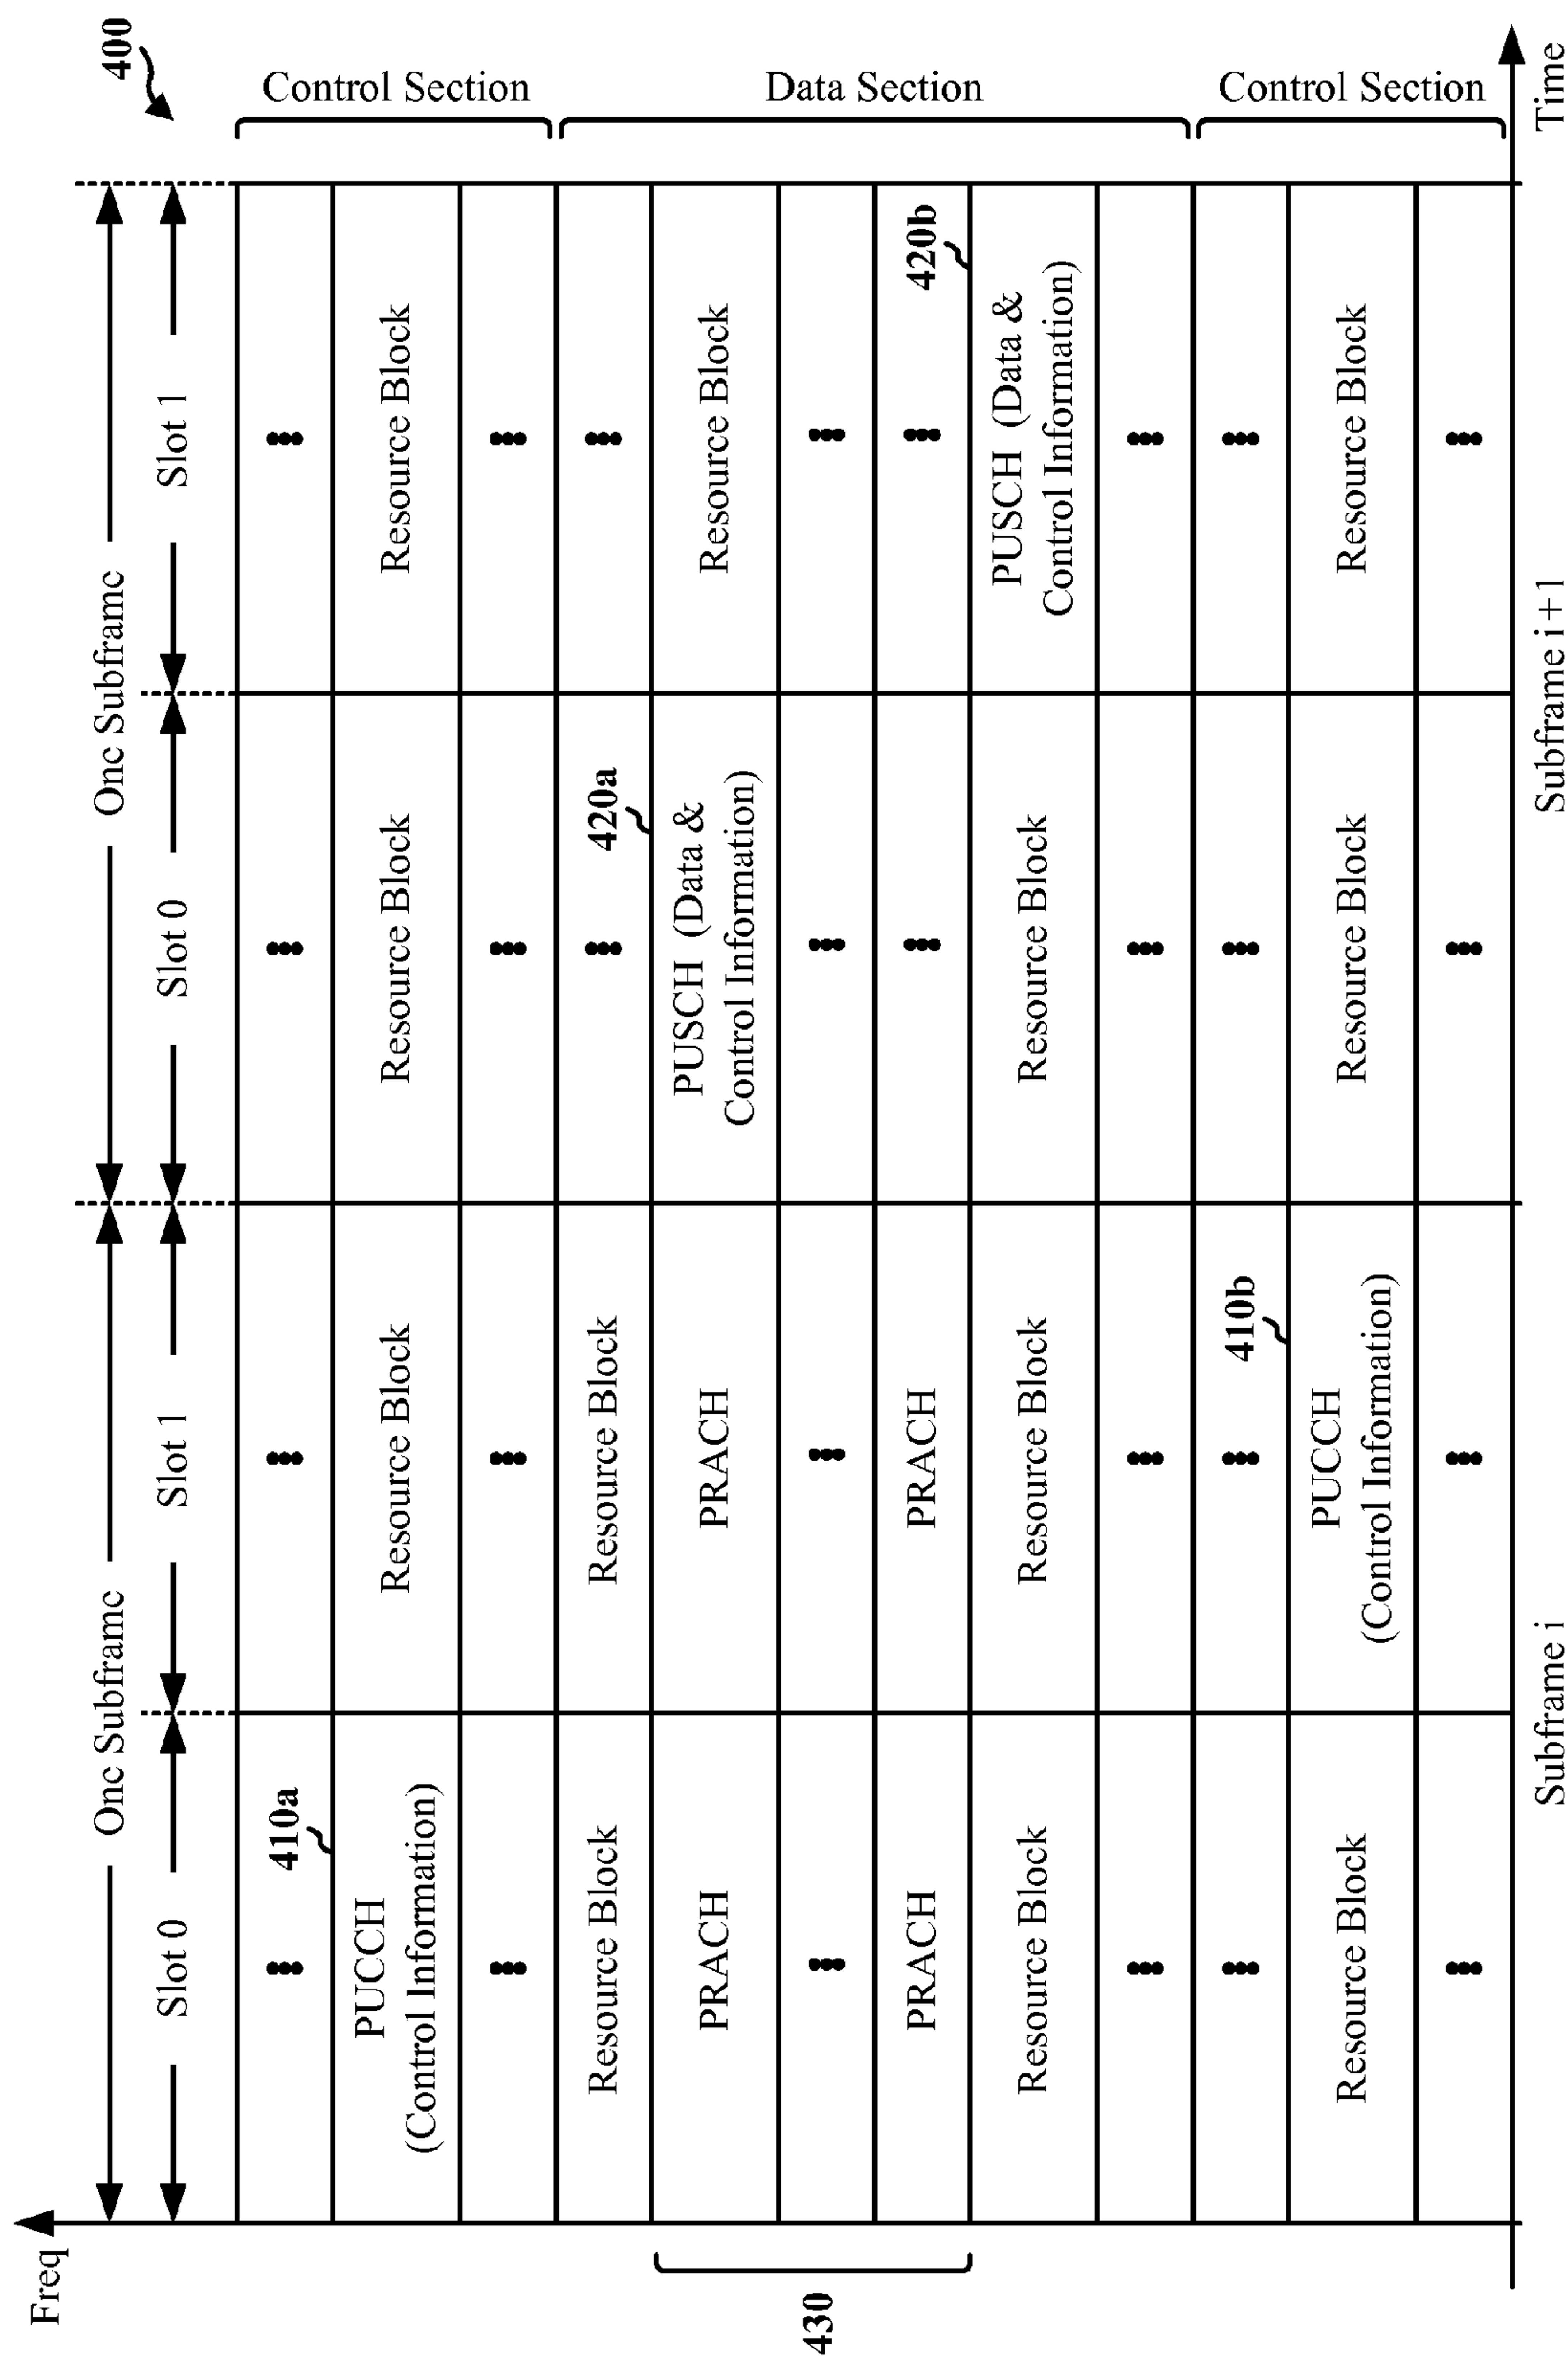 400
Freq
One Subframe
One Subframe
Slot 0
Slot 1
Slot 0
Slot 1
410a
PUCCH
(Control Information)
Resource Block
Resource Block
Resource Block
Control Section
Resource Block
Resource Block
420a
PRACH
PRACH
PUSCH (Data &
Control Information)
Resource Block
Data Section
430
PRACH
PRACH
420b
Resource Block
Resource Block
Resource Block
PUSCH (Data &
Control Information)
410b
Resource Block
PUCCH
(Control Information)
Resource Block
Resource Block
Control Section
Subframe i
Subframe i+1
Time